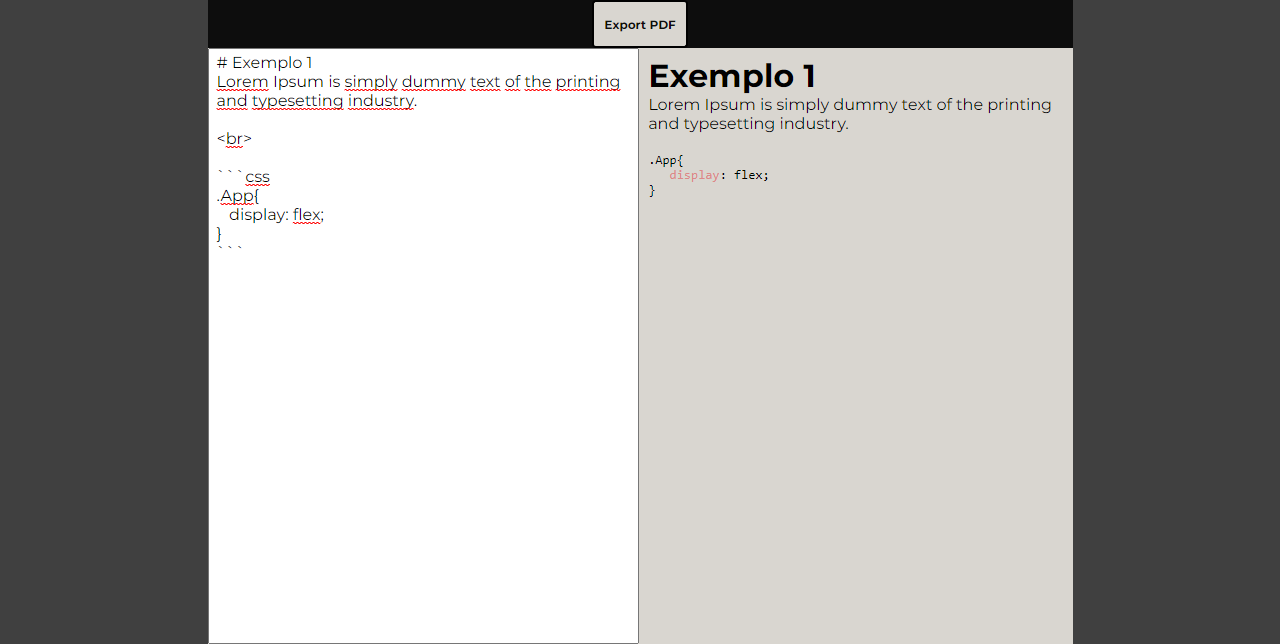 Export PDF
# Exemplo 1
Lorem Ipsum is simply dummy text of the printing
and typesetting industry.
<br>
```css
.App{
   display: flex;
}
```
Exemplo 1
Lorem Ipsum is simply dummy text of the printing
and typesetting industry.
.App{
   display: flex;
}